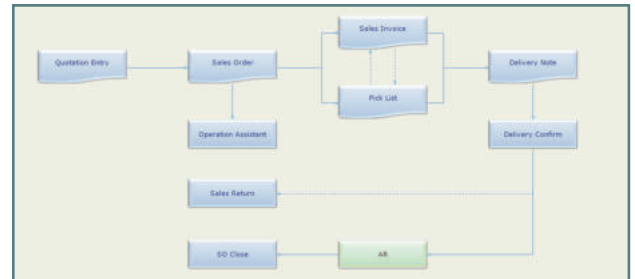 Sales Invoice
Quotation Entry
Sales Order
Delivery Note
Pick List
Operation Assistant
Delivery Confirm
Sales Return
SO Close
AR